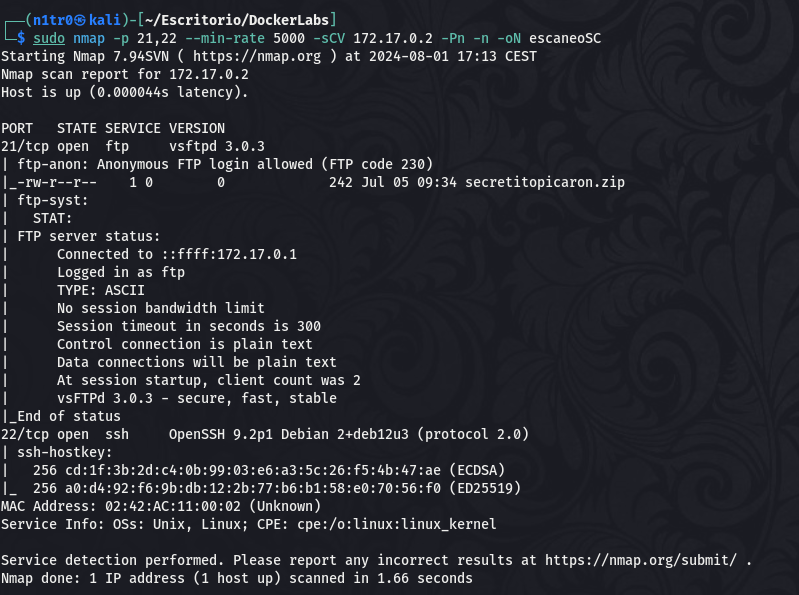 ┌──(n1tr0㉿kali)-[~/Escritorio/DockerLabs]
└─$ sudo nmap -p 21,22 --min-rate 5000 -sCV 172.17.0.2 -Pn -n -oN escaneoSC
Starting Nmap 7.94SVN ( https://nmap.org ) at 2024-08-01 17:13 CEST
Nmap scan report for 172.17.0.2
Host is up (0.000044s latency).

PORT   STATE SERVICE VERSION
21/tcp open  ftp     vsftpd 3.0.3
| ftp-anon: Anonymous FTP login allowed (FTP code 230)
|_-rw-r--r--    1 0        0             242 Jul 05 09:34 secretitopicaron.zip
| ftp-syst:
|   STAT:
| FTP server status:
|      Connected to ::ffff:172.17.0.1
|      Logged in as ftp
|      TYPE: ASCII
|      No session bandwidth limit
|      Session timeout in seconds is 300
|      Control connection is plain text
|      Data connections will be plain text
|      At session startup, client count was 2
|      vsFTPd 3.0.3 - secure, fast, stable
|_End of status
22/tcp open  ssh     OpenSSH 9.2p1 Debian 2+deb12u3 (protocol 2.0)
| ssh-hostkey:
|   256 cd:1f:3b:2d:c4:0b:99:03:e6:a3:5c:26:f5:4b:47:ae (ECDSA)
|_  256 a0:d4:92:f6:9b:db:12:2b:77:b6:b1:58:e0:70:56:f0 (ED25519)
MAC Address: 02:42:AC:11:00:02 (Unknown)
Service Info: OSs: Unix, Linux; CPE: cpe:/o:linux:linux_kernel

Service detection performed. Please report any incorrect results at https://nmap.org/submit/ .
Nmap done: 1 IP address (1 host up) scanned in 1.66 seconds